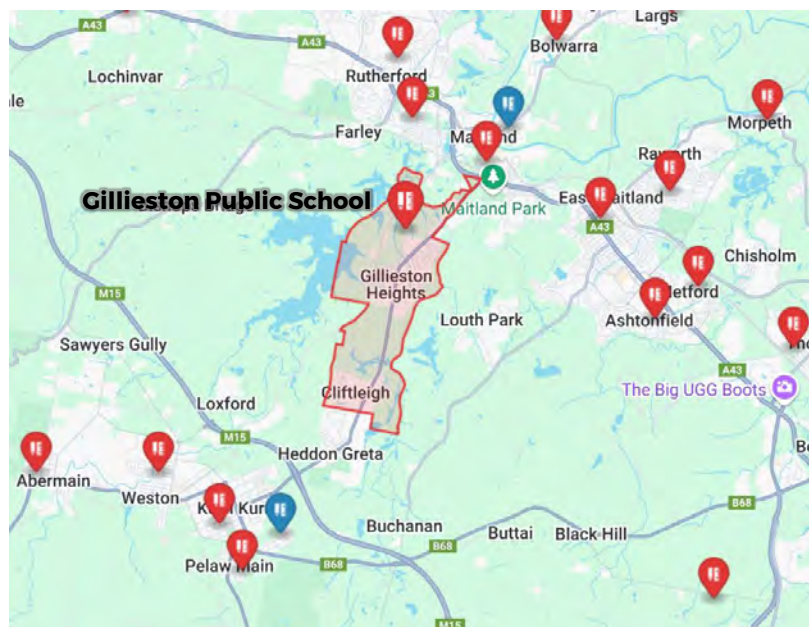 Largs
A43
Bolwarra
A43
Lochinvar
Rutherford
Morpeth
Farley
Gillieston Public School
Maitland Park
A43
Chisholm
Gillieston
Heights
M15
Louth Park
Ashtonfield
Sawyers Gully
A43
The Big UGG Boots
Cliftleigh
Loxford
M15
Heddon Greta
Abermain
Weston
B68
Buchanan
Buttai
Black Hill
B68
Pelaw Main
B68
M15